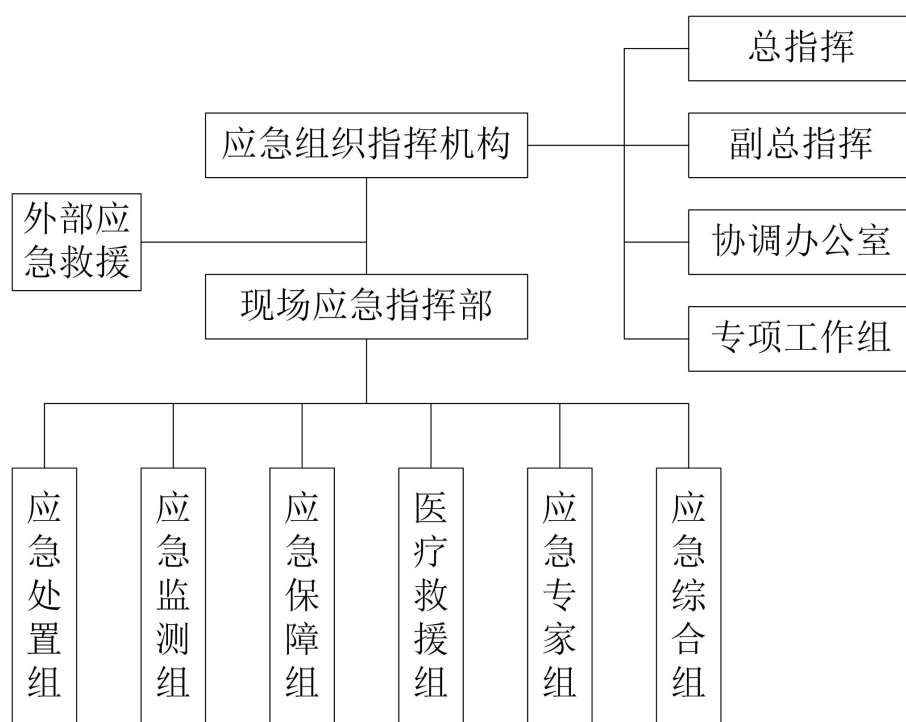 总指挥
应急组织指挥机构
副总指挥
外部应
急救援
协调办公室
现场应急指挥部
专项工作组
应急处置组
应急监测组
应急保障组
医疗救援组
应急专家组
应急综合组